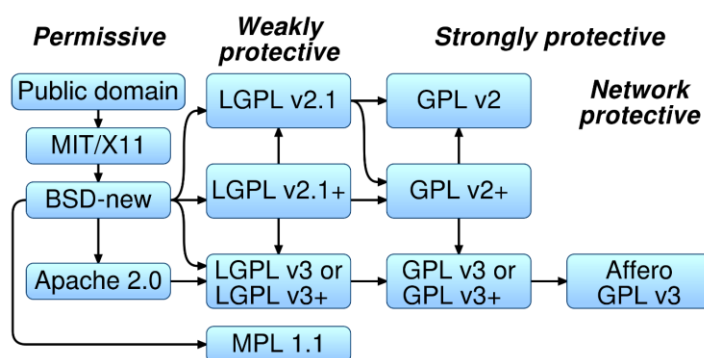 Permissive
Weakly
protective
Strongly protective
Network
protective
Public domain
MIT/X11
BSD-new
Apache 2.0
LGPL v2.1
LGPL v2.1+
LGPL v3 or
LGPL v3+
MPL 1.1
GPL v2
GPL v2+
GPL v3 or
GPL v3+
Affero
GPL v3